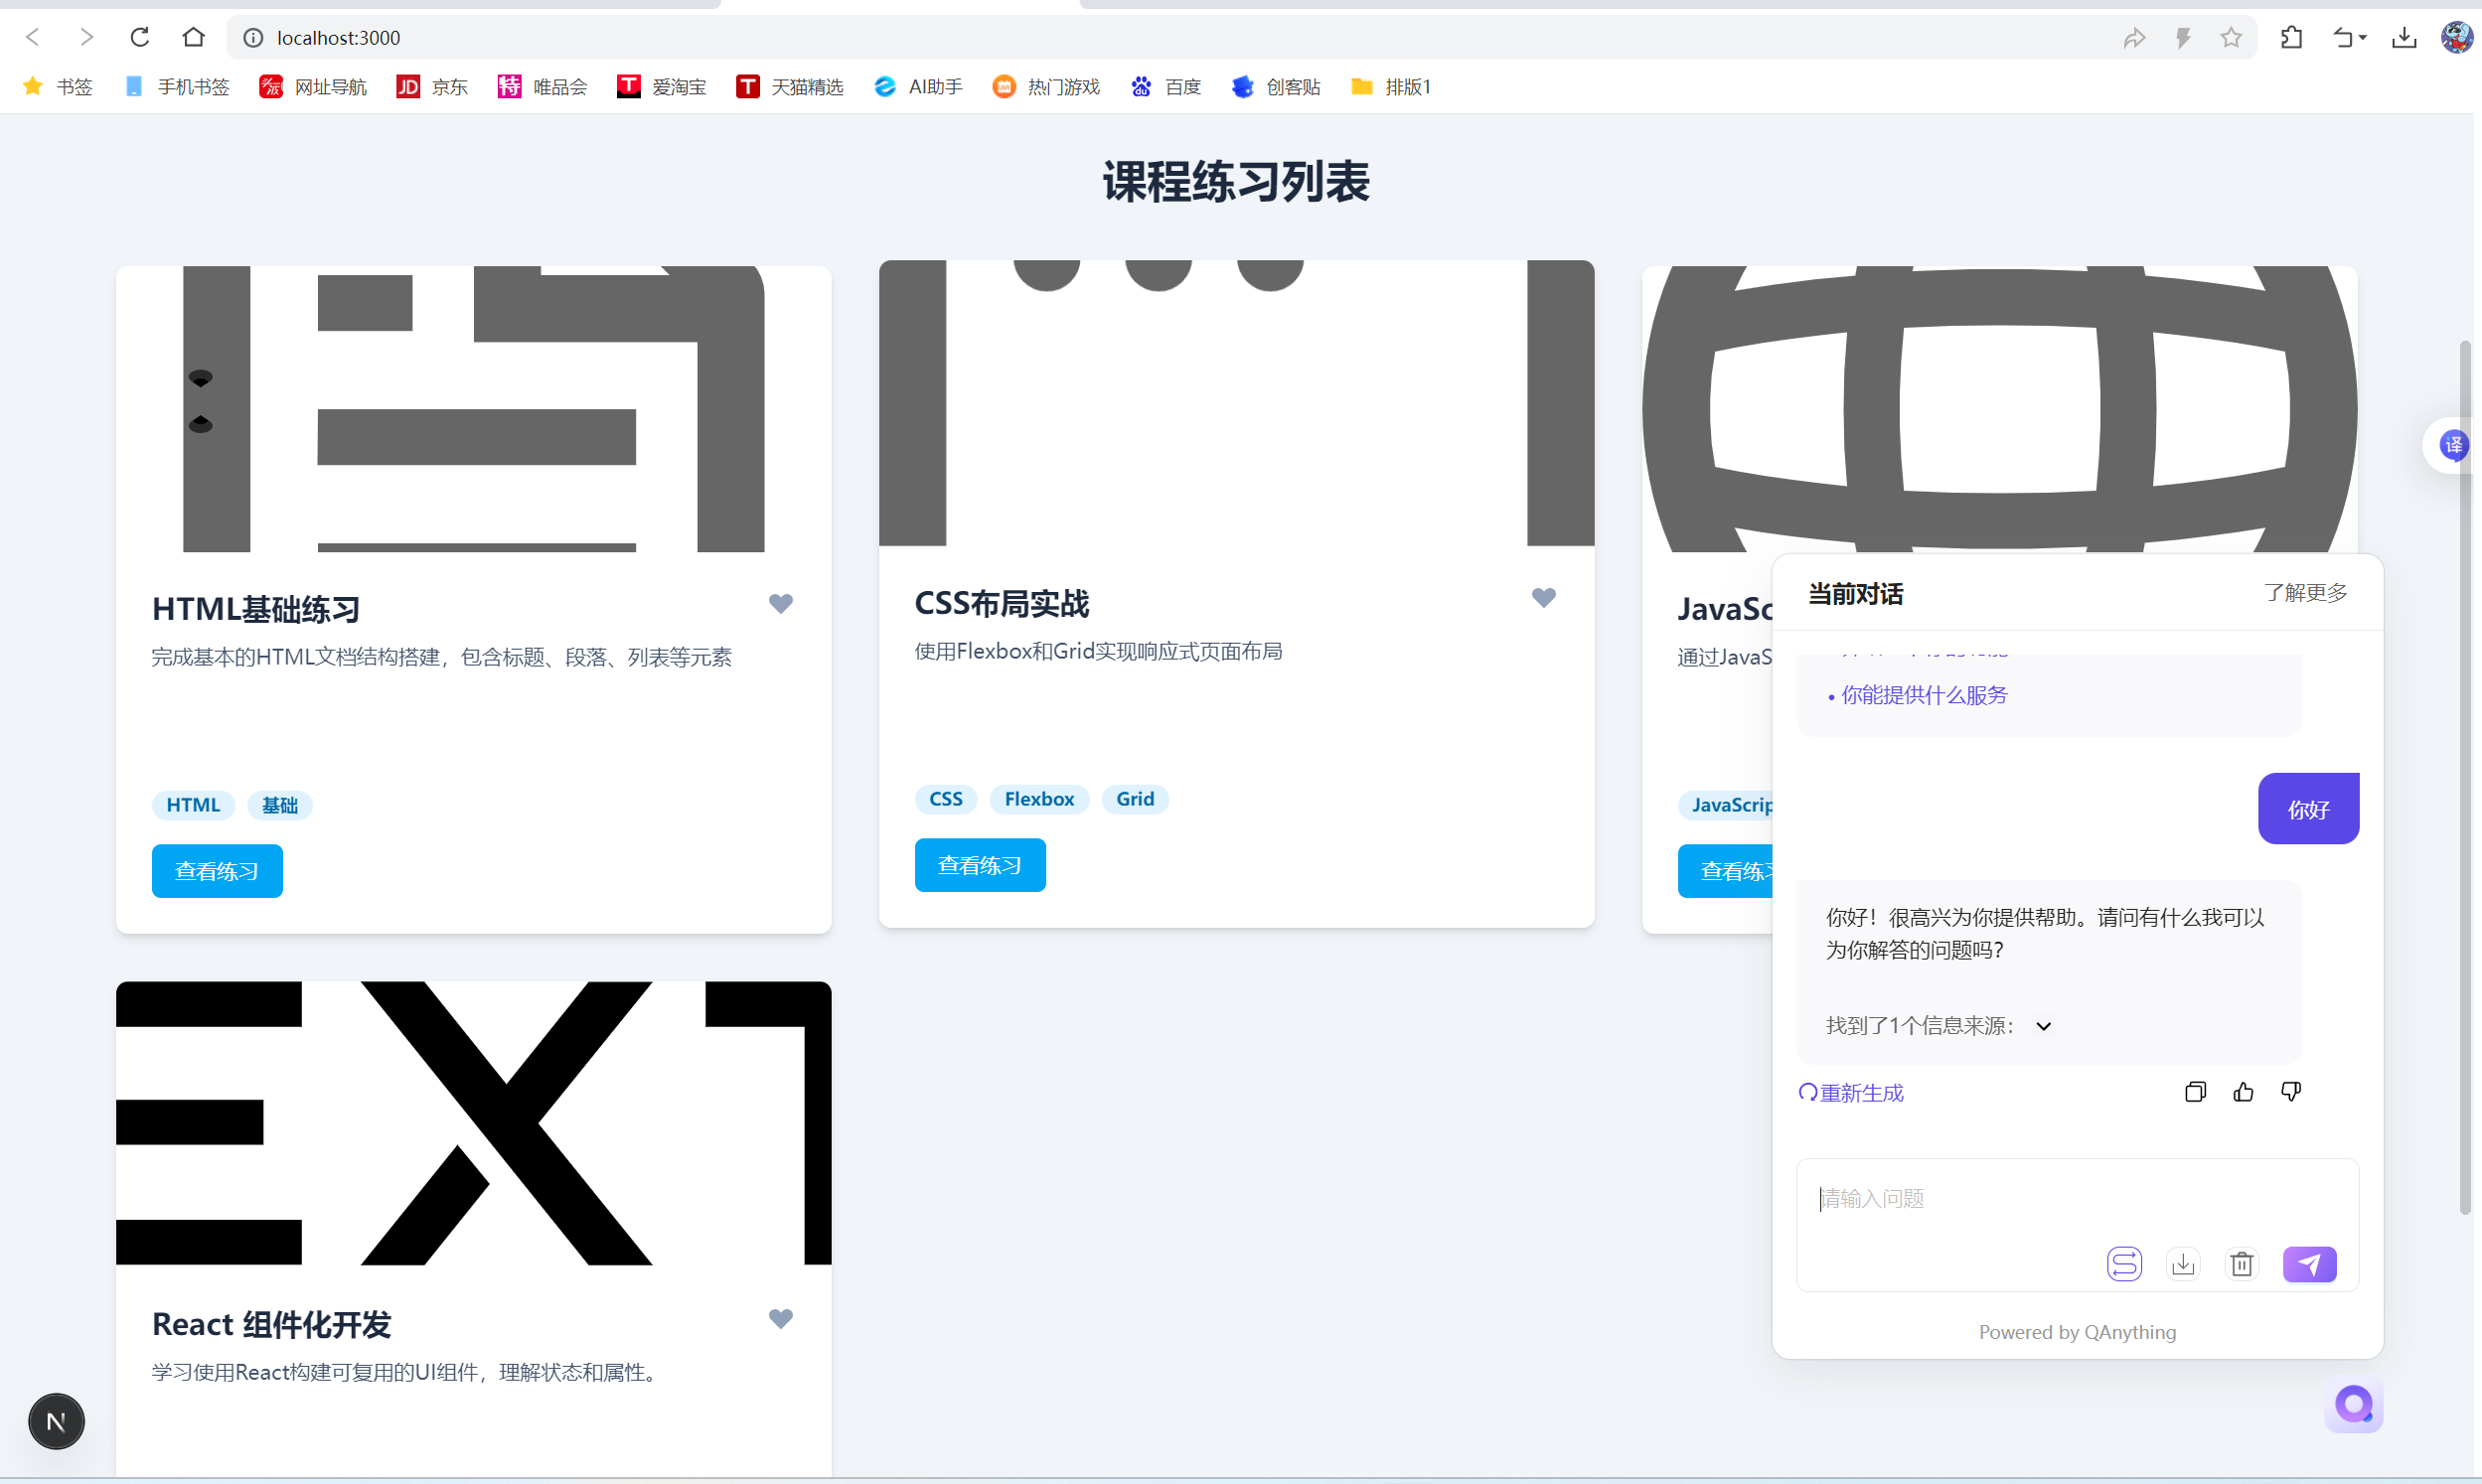 localhost:3000
书签
手机书签
网址导航
JD 京东
特 唯品会
T 爱淘宝
T 天猫精选
AI助手
热门游戏
du 百度
创客贴
排版1
课程练习列表
HTML基础练习
完成基本的HTML文档结构搭建，包含标题、段落、列表等元素
HTML 基础
查看练习
CSS布局实战
使用Flexbox和Grid实现响应式页面布局
CSS Flexbox Grid
查看练习
JavaSc
通过JavaS
JavaScrip
查看练习
EX
React 组件化开发
学习使用React构建可复用的UI组件，理解状态和属性。
N
译
当前对话 了解更多
• 你能提供什么服务
你好
你好！很高兴为你提供帮助。请问有什么我可以
为你解答的问题吗？
找到了1个信息来源：
重新生成
请输入问题
Powered by QAnything